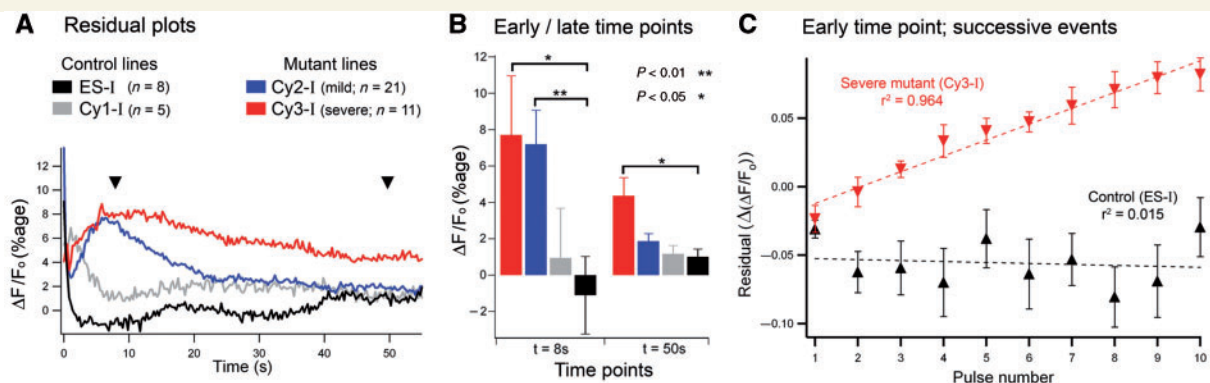 A Residual plots
Control lines
ES-I (n = 8)
Cy1-I (n = 5)
Mutant lines
Cy2-I (mild; n = 21)
Cy3-I (severe; n = 11)
ΔF/F₀ (%age)
12
10
8
6
4
2
0
0 10 20 30 40 50
Time (s)
B Early / late time points
ΔF/F₀ (%age)
12
10
8
6
4
2
0
−2
*
**
*
P < 0.01 **
P < 0.05 *
t = 8s t = 50s
Time points
C Early time point; successive events
Residual (Δ(ΔF/F₀))
0.05
0.00
−0.05
−0.10
Severe mutant (Cy3-I)
r² = 0.964
Control (ES-I)
r² = 0.015
1 2 3 4 5 6 7 8 9 10
Pulse number